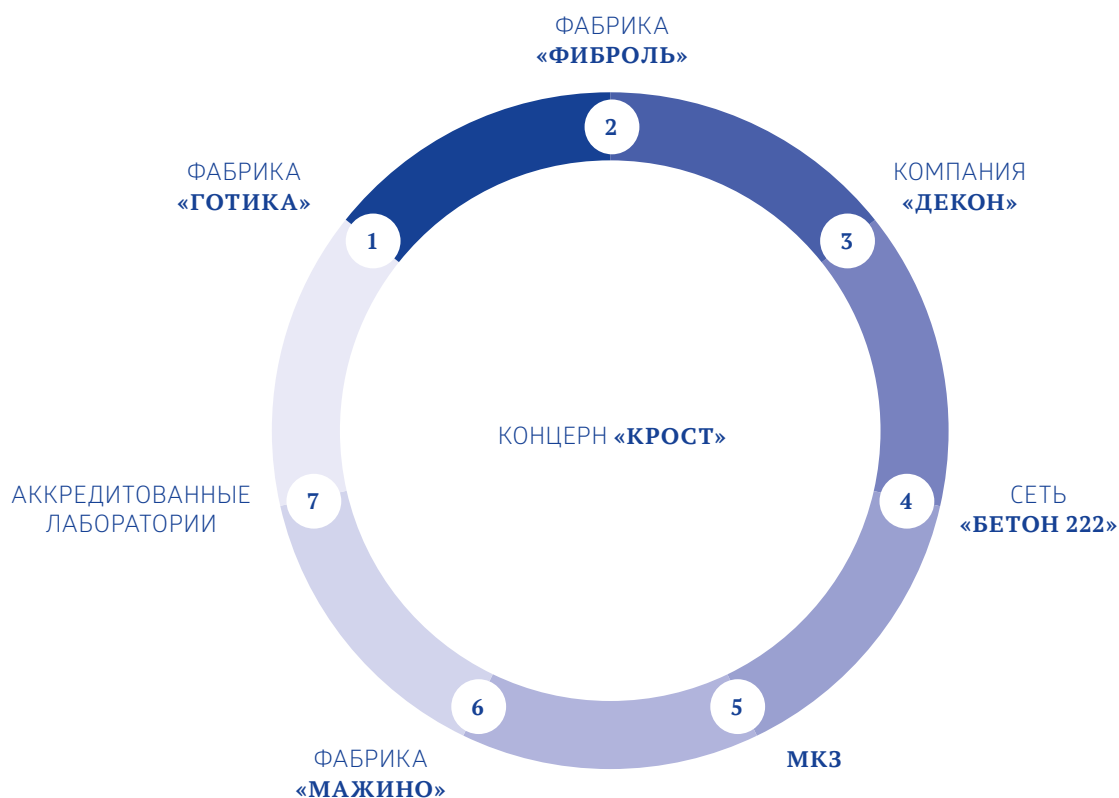 ФАБРИКА
«ФИБРОЛЬ»
2
ФАБРИКА
«ГОТИКА»
1
КОМПАНИЯ
«ДЕКОН»
3
КОНЦЕРН «КРОСТ»
АККРЕДИТОВАННЫЕ
ЛАБОРАТОРИИ
7
4
СЕТЬ
«БЕТОН 222»
6
ФАБРИКА
«МАЖИНО»
5
МКЗ